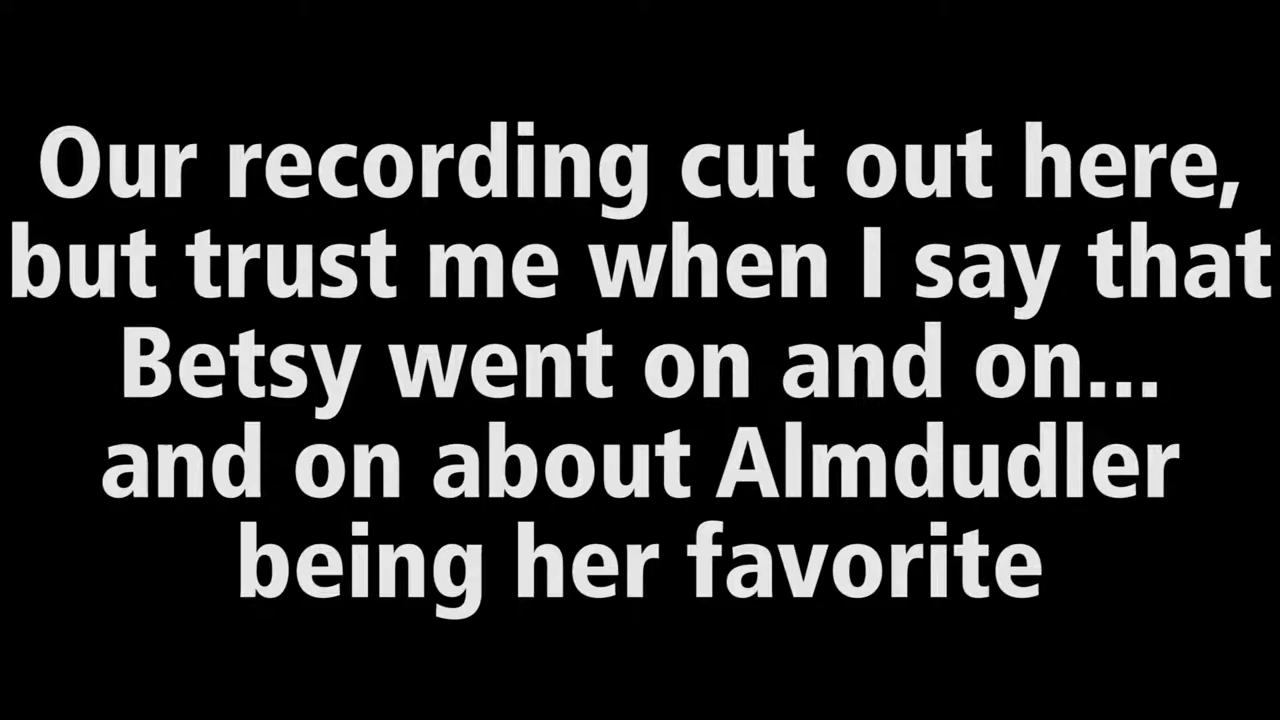 Our recording cut out here,
but trust me when I say that
Betsy went on and on...
and on about Almdudler
being her favorite